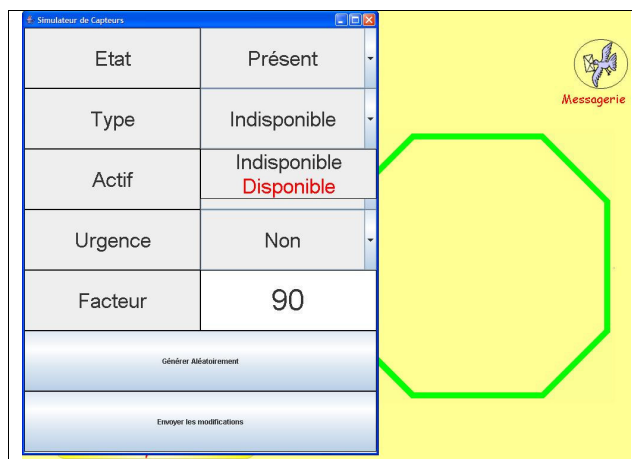 Simulateur de Capteurs
Etat
Présent
Type
Indisponible
Actif
Indisponible
Disponible
Urgence
Non
Facteur
90
Générer Aléatoirement
Envoyer les modifications
Messagerie